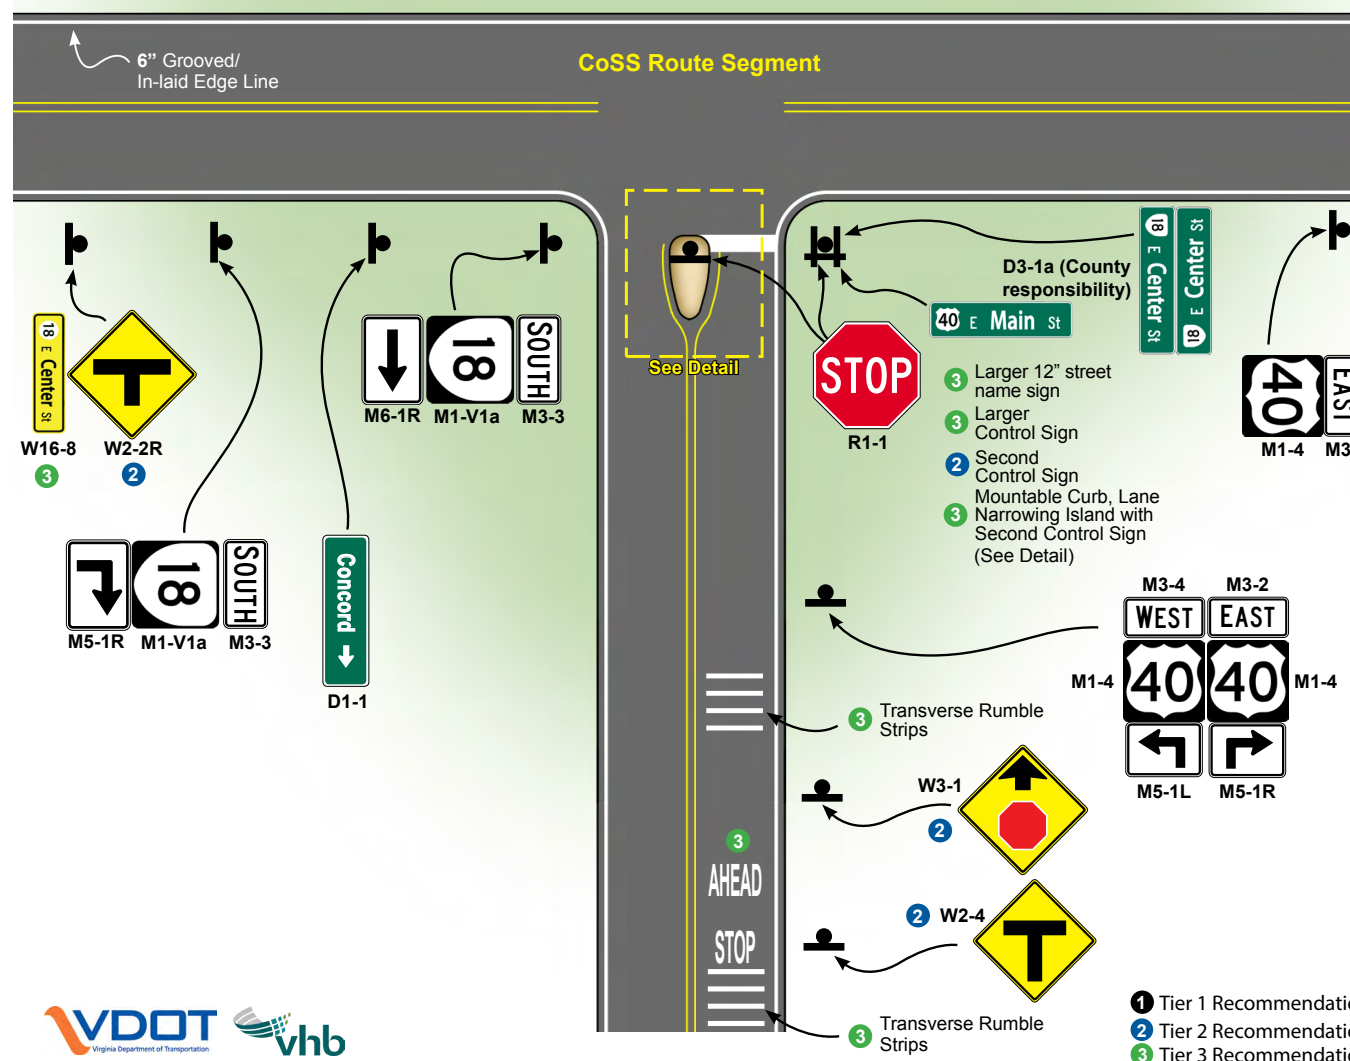 6” Grooved/
In-laid Edge Line
CoSS Route Segment
18 E Center St
18 E Center St
D3-1a (County
responsibility)
40 E Main St
See Detail
STOP
R1-1
3 Larger 12” street
name sign
3 Larger
Control Sign
2 Second
Control Sign
3 Mountable Curb, Lane
Narrowing Island with
Second Control Sign
(See Detail)
40
EAST
M1-4 M3
18 E Center St
W16-8
3
W2-2R
2
18
SOUTH
M6-1R M1-V1a M3-3
18
SOUTH
M5-1R M1-V1a M3-3
Concord
D1-1
M3-4 M3-2
WEST EAST
M1-4 40 40 M1-4
M5-1L M5-1R
3 Transverse Rumble
Strips
W3-1
2
3
AHEAD
STOP
2 W2-4
3 Transverse Rumble
Strips
VDOT
Virginia Department of Transportation
vhb
1 Tier 1 Recommendatio
2 Tier 2 Recommendatio
3 Tier 3 Recommendatio